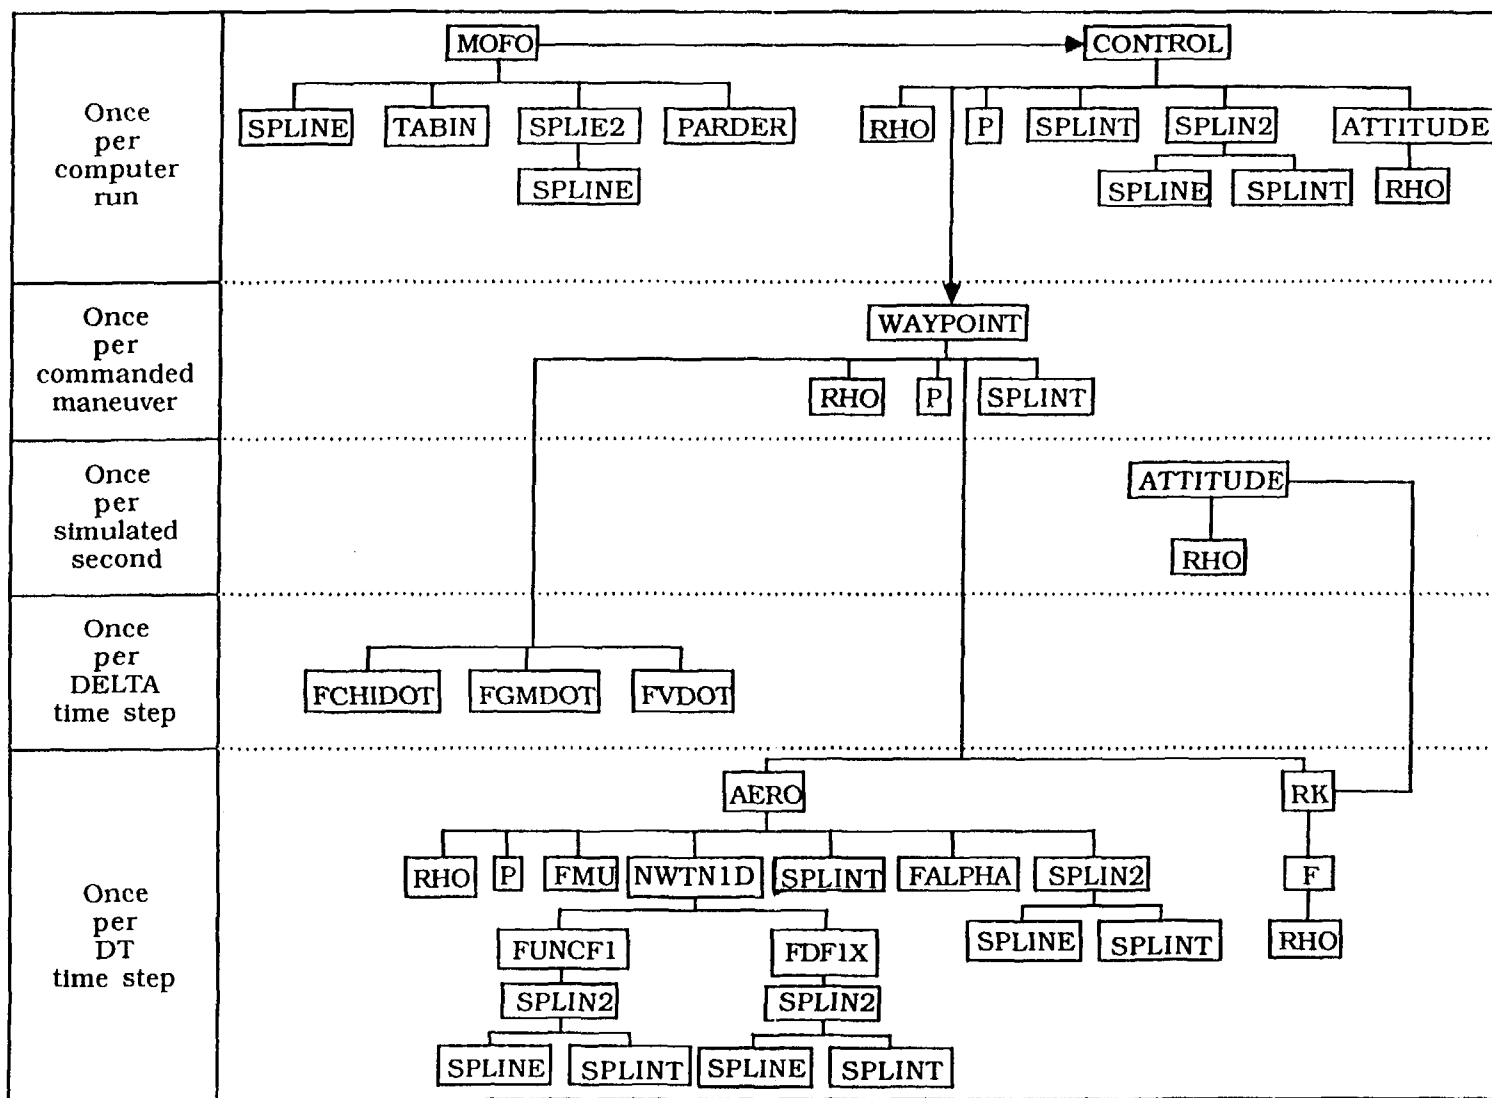 MOFO
CONTROL
Once
per
computer
run
SPLINE
TABIN
SPLIE2
PARDER
RHO
P
SPLINT
SPLIN2
ATTITUDE
SPLINE
SPLINE
SPLINT
RHO
Once
per
commanded
maneuver
WAYPOINT
RHO
P
SPLINT
Once
per
simulated
second
ATTITUDE
RHO
Once
per
DELTA
time step
FCHIDOT
FGMDOT
FVDOT
Once
per
DT
time step
AERO
RK
RHO
P
FMU
NWTN1D
SPLINT
FALPHA
SPLIN2
F
FUNCF1
FDF1X
SPLINE
SPLINT
RHO
SPLIN2
SPLIN2
SPLINE
SPLINT
SPLINE
SPLINT